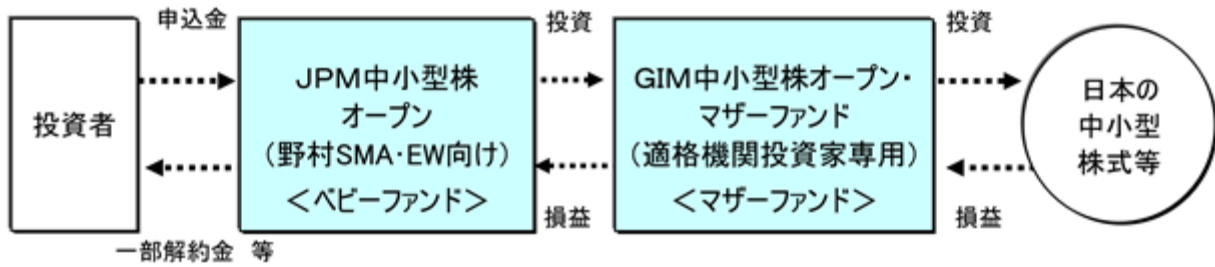 申込金
投資
投資
投資者
JPM中小型株
オープン
(野村SMA・EW向け)
<ベビーファンド>
GIM中小型株オープン・
マザーファンド
(適格機関投資家専用)
<マザーファンド>
日本の
中小型
株式等
損益
損益
一部解約金 等